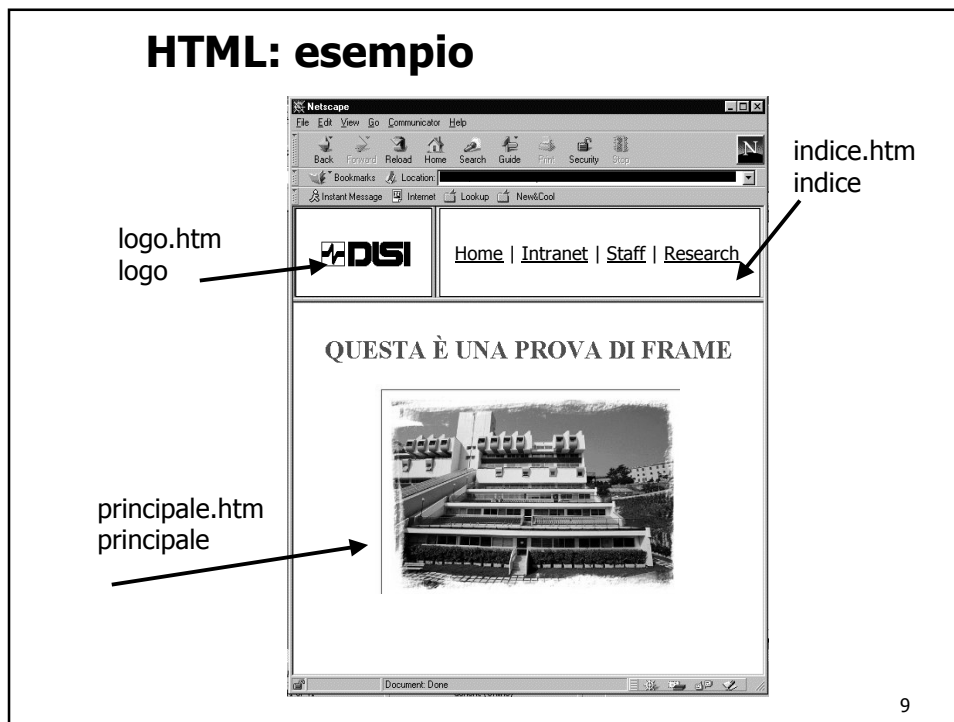 HTML: esempio
Netscape
File Edit View Go Communicator Help
Back Forward Reload Home Search Guide Print Security Stop
N
Bookmarks Location:
Instant Message Internet Lookup New&Cool
indice.htm
indice
logo.htm
logo
DISI
Home | Intranet | Staff | Research
QUESTA È UNA PROVA DI FRAME
principale.htm
principale
Document: Done
9